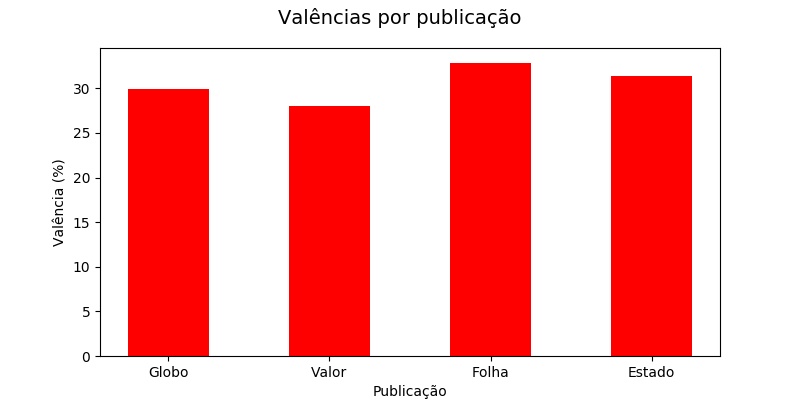 Valências por publicação
Valência (%)
30
25
20
15
10
5
0
Globo Valor Folha Estado
Publicação